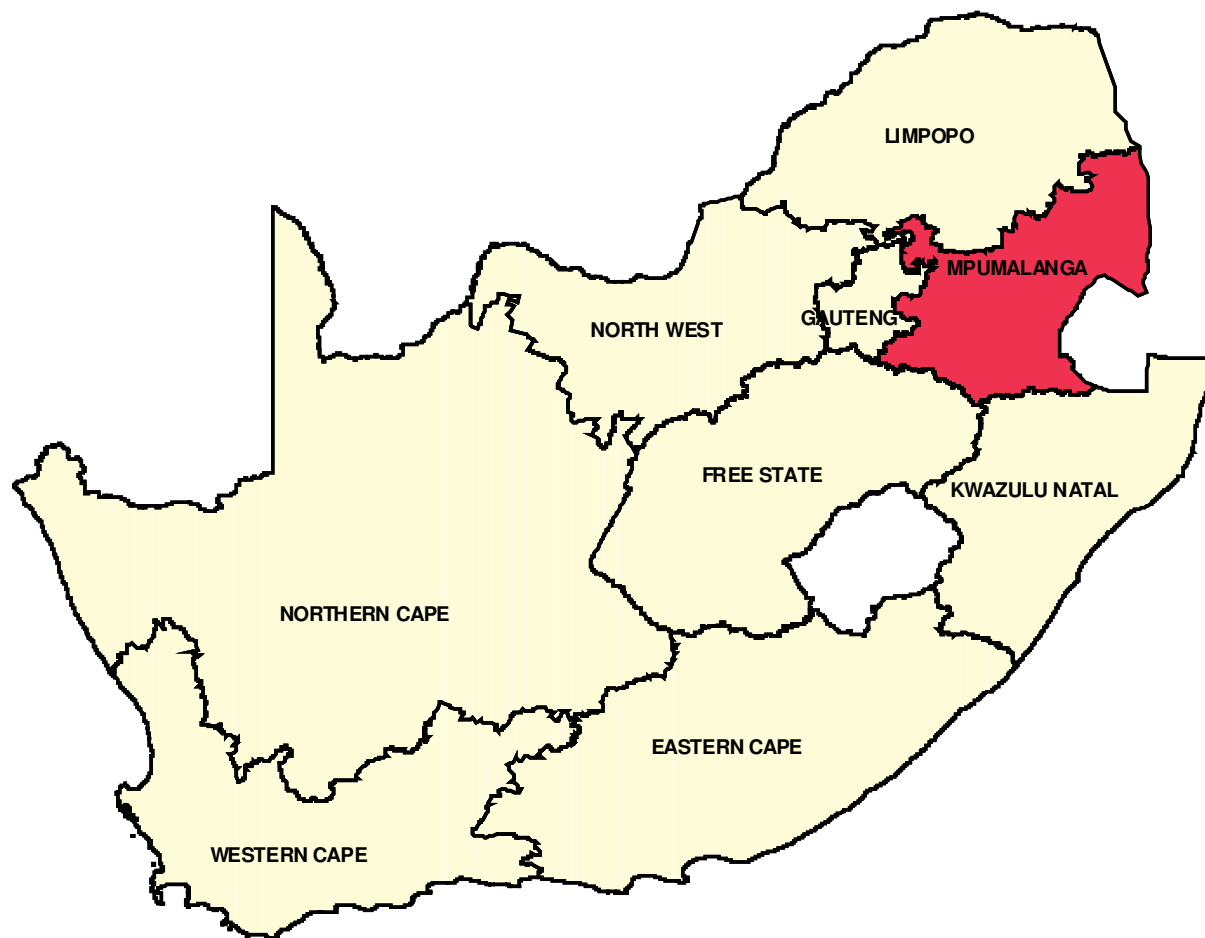 LIMPOPO
MPUMALANGA
GAUTENG
NORTH WEST
FREE STATE
KWAZULU NATAL
NORTHERN CAPE
EASTERN CAPE
WESTERN CAPE